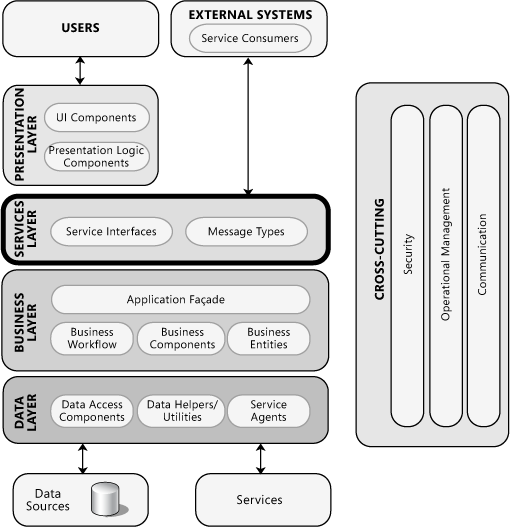 USERS
EXTERNAL SYSTEMS
Service Consumers
PRESENTATION
LAYER
UI Components
Presentation Logic
Components
SERVICES
LAYER
Service Interfaces
Message Types
BUSINESS
LAYER
Application Façade
Business
Workflow
Business
Components
Business
Entities
DATA
LAYER
Data Access
Components
Data Helpers/
Utilities
Service
Agents
Data
Sources
Services
CROSS-CUTTING
Security
Operational Management
Communication